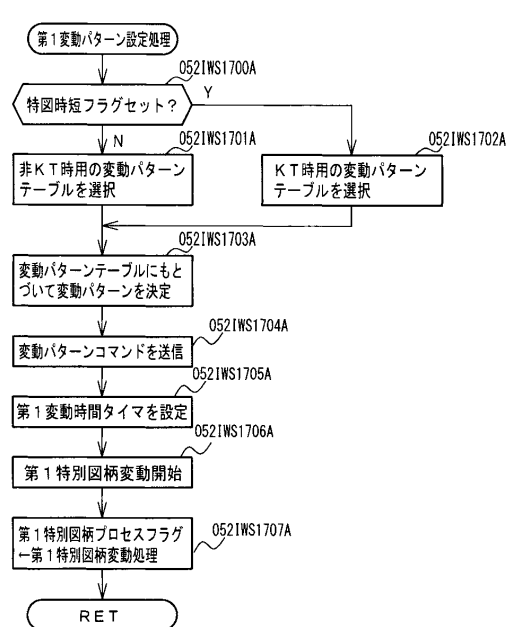 第1変動パターン設定処理
052IWS1700A
特図時短フラグセット？
Y
N
052IWS1701A
非KT時用の変動パターン
テーブルを選択
052IWS1702A
KT時用の変動パターン
テーブルを選択
052IWS1703A
変動パターンテーブルにもと
づいて変動パターンを決定
052IWS1704A
変動パターンコマンドを送信
052IWS1705A
第1変動時間タイマを設定
052IWS1706A
第1特別図柄変動開始
052IWS1707A
第1特別図柄プロセスフラグ
←第1特別図柄変動処理
RET